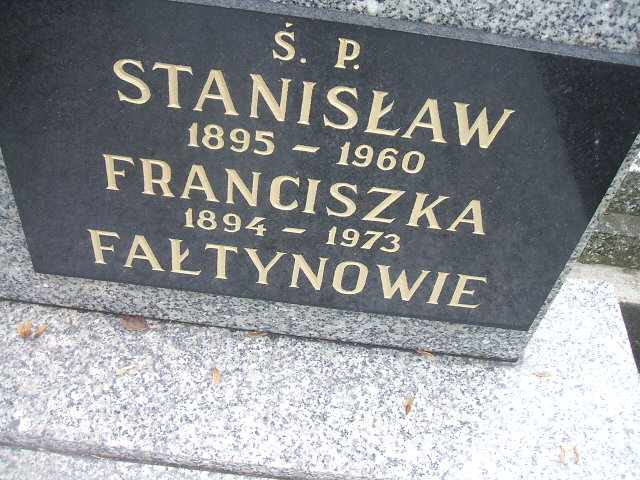 Ś. P.
STANISŁAW
1895 – 1960
FRANCISZKA
1894 – 1973
FAŁTYNOWIE